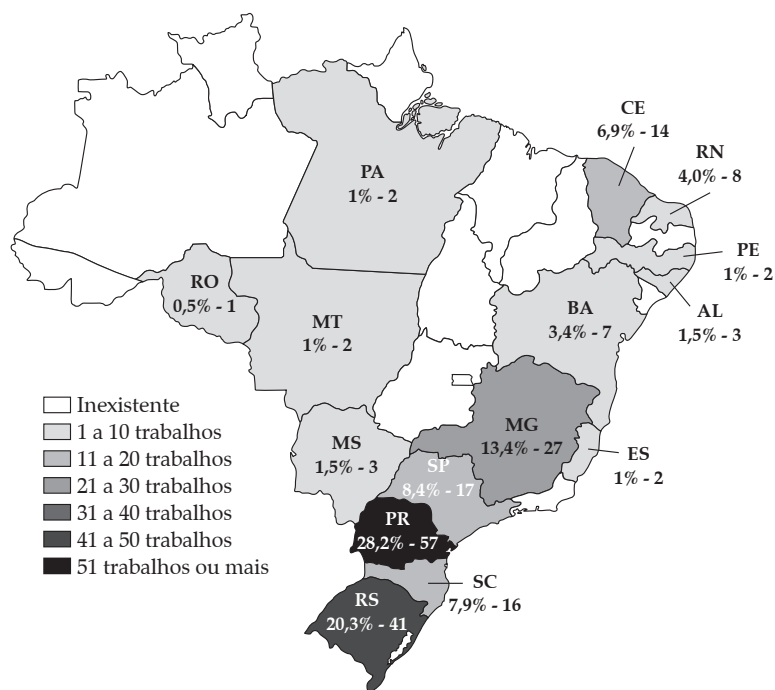 CE
6,9% - 14
RN
4,0% - 8
PA
1% - 2
PE
1% - 2
RO
0,5% - 1
AL
1,5% - 3
BA
3,4% - 7
MT
1% - 2
Inexistente
1 a 10 trabalhos
11 a 20 trabalhos
21 a 30 trabalhos
31 a 40 trabalhos
41 a 50 trabalhos
51 trabalhos ou mais
MG
13,4% - 27
MS
1,5% - 3
ES
1% - 2
SP
8,4% - 17
PR
28,2% - 57
SC
7,9% - 16
RS
20,3% - 41